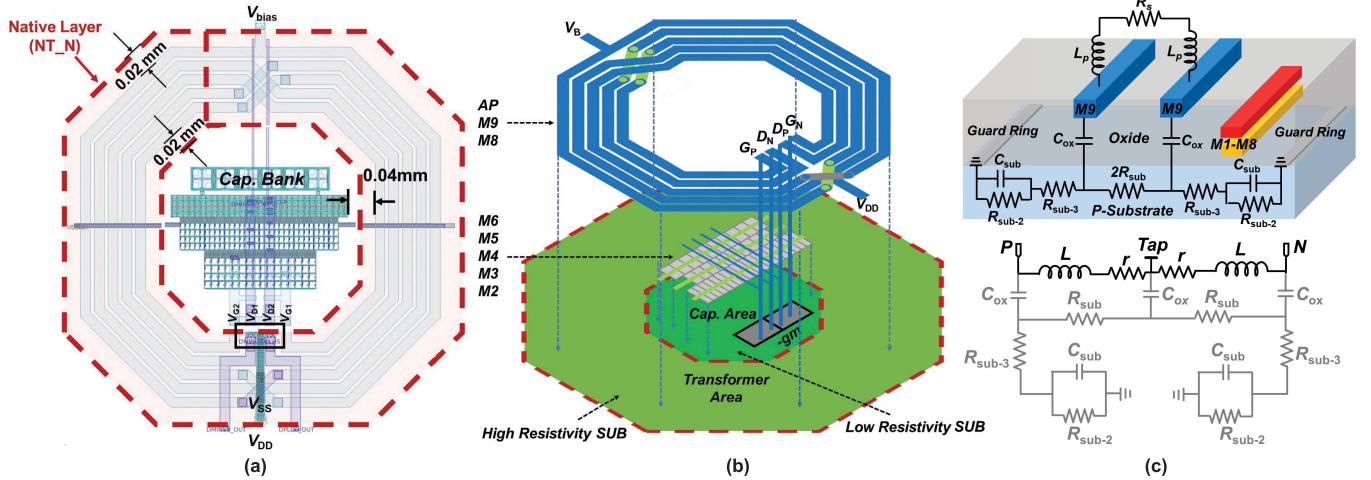 V_bias
Native Layer
(NT_N)
0.02 mm
0.02 mm
Cap. Bank
0.04mm
V_G2
V_D1
V_D2
V_G1
V_SS
DPLUS_OUT
V_DD
(a)
AP
M9
M8
M6
M5
M4
M3
M2
V_B
G_P
D_N
D_P
G_N
V_DD
Cap. Area
-gm
Transformer
Area
High Resistivity SUB
Low Resistivity SUB
(b)
R_s
L_p
L_p
M9
M9
Guard Ring
C_ox
Oxide
C_ox
M1-M8
Guard Ring
C_sub
2R_sub
C_sub
R_sub-2
R_sub-3
P-Substrate
R_sub-3
R_sub-2
P
L
r
Tap
r
L
N
C_ox
R_sub
C_ox
R_sub
C_ox
R_sub-3
C_sub
C_sub
R_sub-3
R_sub-2
R_sub-2
(c)